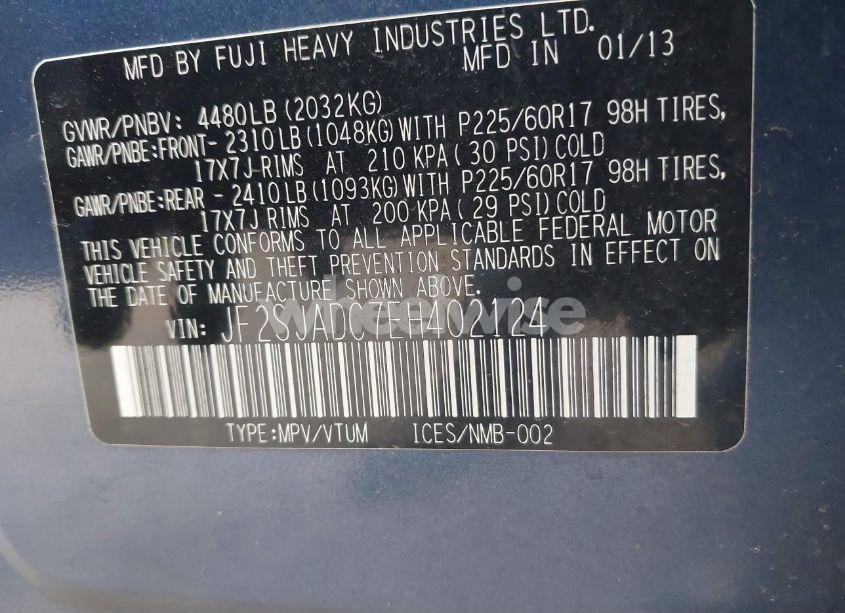 MFD BY FUJI HEAVY INDUSTRIES LTD.
MFD IN 01/13
GVWR/PNBV: 4480LB (2032KG)
GAWR/PNBE:FRONT- 2310LB (1048KG) WITH P225/60R17 98H TIRES,
17X7J RIMS AT 210 KPA ( 30 PSI) COLD
GAWR/PNBE:REAR - 2410LB (1093KG) WITH P225/60R17 98H TIRES,
17X7J RIMS AT 200 KPA ( 29 PSI) COLD
THIS VEHICLE CONFORMS TO ALL APPLICABLE FEDERAL MOTOR
VEHICLE SAFETY AND THEFT PREVENTION STANDARDS IN EFFECT ON
THE DATE OF MANUFACTURE SHOWN ABOVE.
wheelwise
VIN:
TYPE:MPV/VTUM ICES/NMB-002